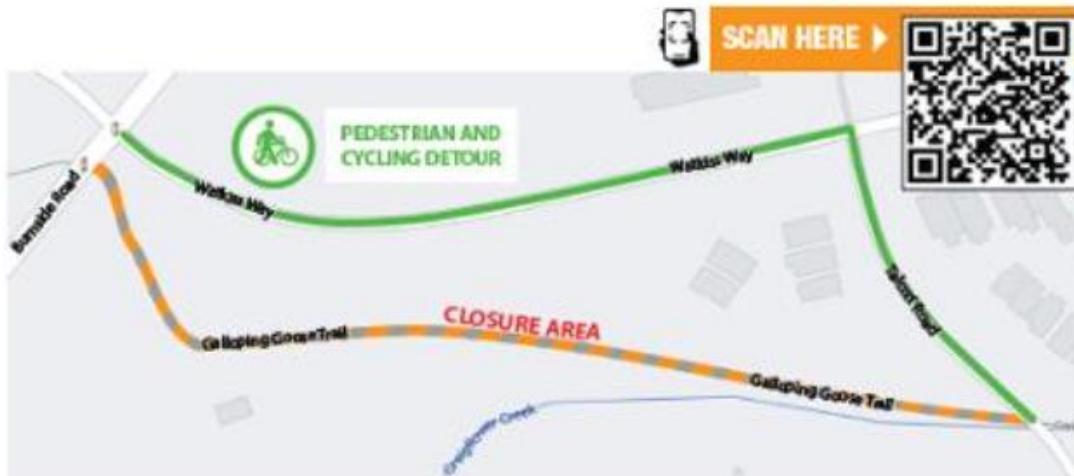 SCAN HERE
PEDESTRIAN AND
CYCLING DETOUR
Watkiss Way
Watkiss Way
Burnside Road
Talcott Road
CLOSURE AREA
Galloping Goose Trail
Galloping Goose Trail
Craigflower Creek